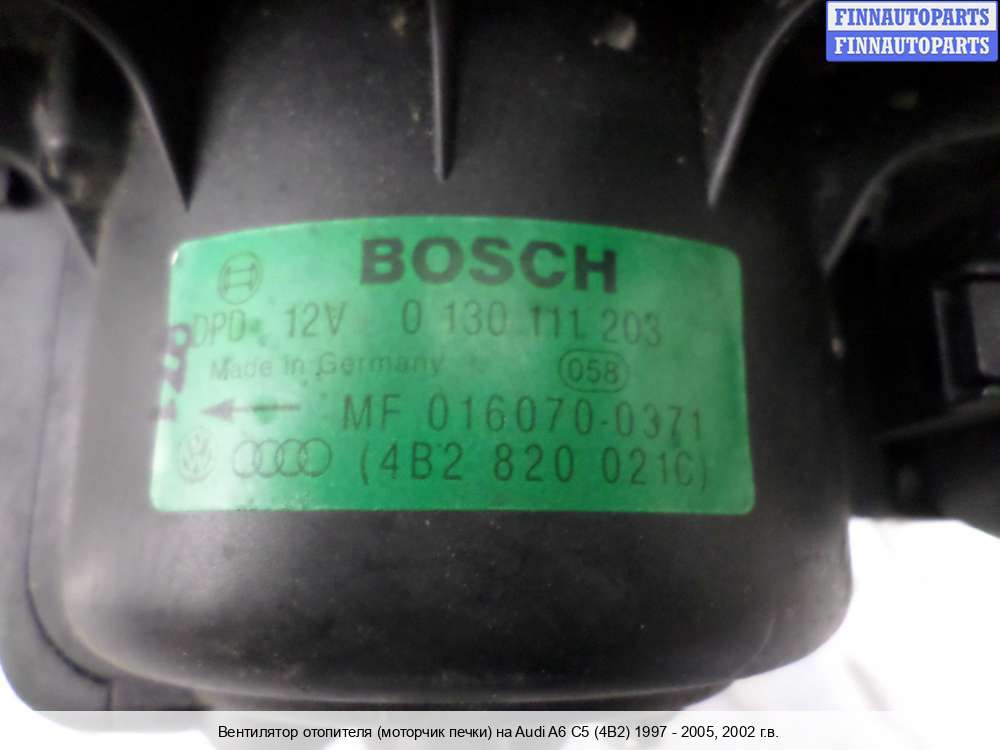 FINNAUTOPARTS
FINNAUTOPARTS
BOSCH
DPD 12V 0 130 111 203
Made in Germany 058
MF 016070-0371
(4B2 820 021C)
Вентилятор отопителя (моторчик печки) на Audi A6 C5 (4B2) 1997 - 2005, 2002 г.в.